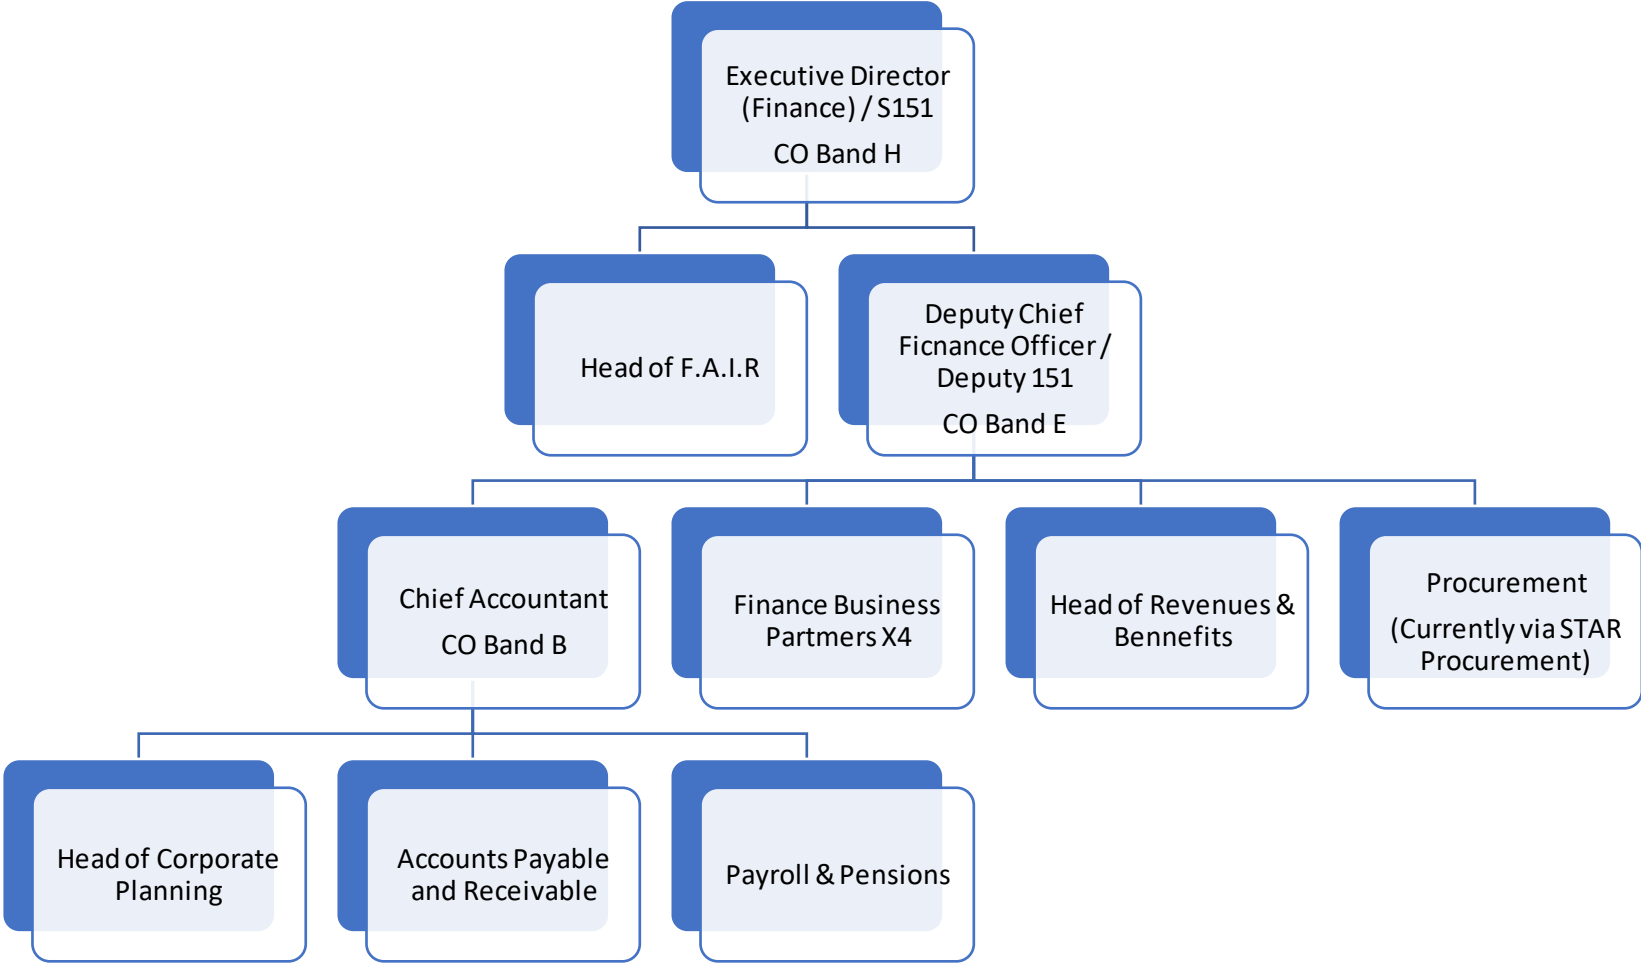 Executive Director
(Finance) / S151
CO Band H
Head of F.A.I.R
Deputy Chief
Ficnance Officer /
Deputy 151
CO Band E
Chief Accountant
CO Band B
Finance Business
Partmers X4
Head of Revenues &
Bennefits
Procurement
(Currently via STAR
Procurement)
Head of Corporate
Planning
Accounts Payable
and Receivable
Payroll & Pensions